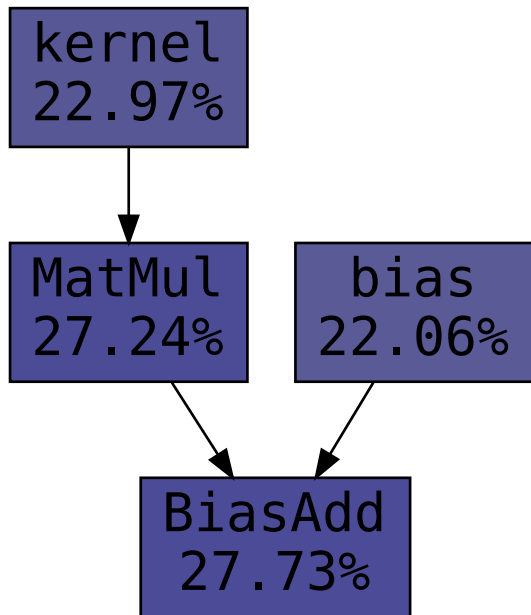 kernel
22.97%
MatMul
27.24%
bias
22.06%
BiasAdd
27.73%